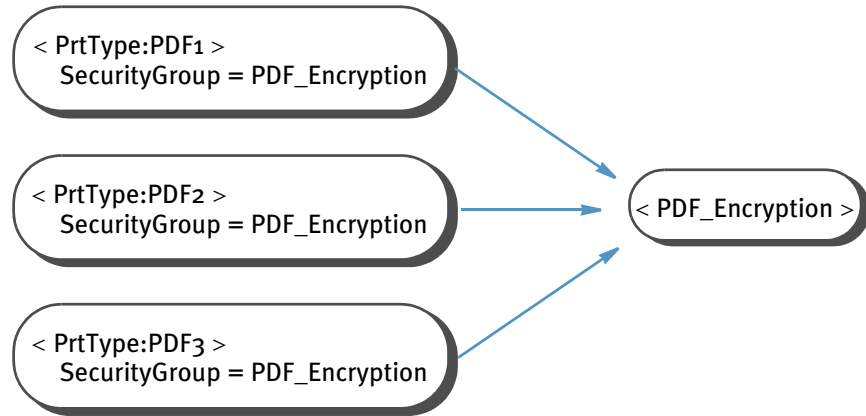 < PrtType:PDF1 >
SecurityGroup = PDF_Encryption
< PrtType:PDF2 >
SecurityGroup = PDF_Encryption
< PDF_Encryption >
< PrtType:PDF3 >
SecurityGroup = PDF_Encryption